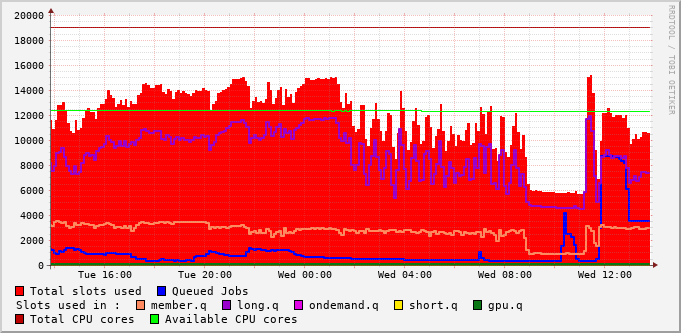 20000
18000
16000
14000
12000
10000
8000
6000
4000
2000
0
Tue 16:00 Tue 20:00 Wed 00:00 Wed 04:00 Wed 08:00 Wed 12:00
Total slots used Queued Jobs
Slots used in : member.q long.q ondemand.q short.q gpu.q
Total CPU cores Available CPU cores
RRDTOOL / TOBI OETIKER